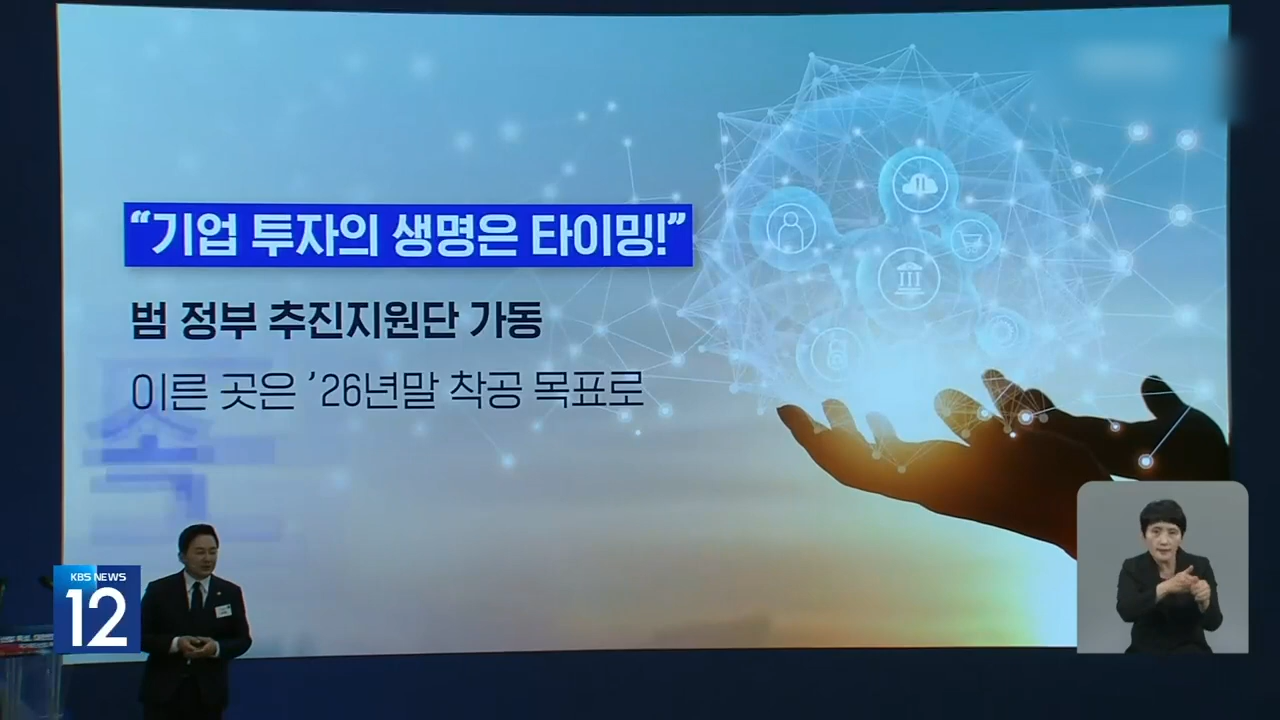 “기업 투자의 생명은 타이밍!”
범 정부 추진지원단 가동
이른 곳은 ’26년말 착공 목표로
속
KBS NEWS
12